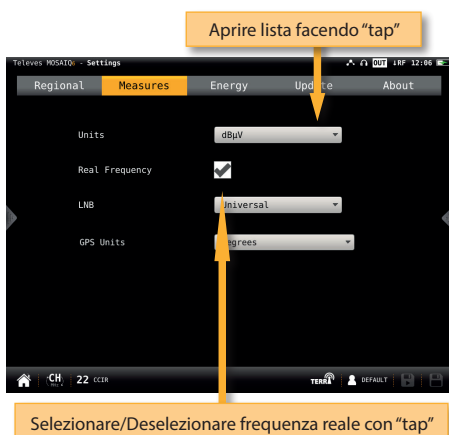 Aprire lista facendo “tap”
Televes MOSAIQ6 - Settings OUT RF 12:06
Regional Measures Energy Update About
Units dBµV
Real Frequency
LNB Universal
GPS Units Degrees
CH 22 CCIR TERR DEFAULT
Selezionare/Deselezionare frequenza reale con “tap”